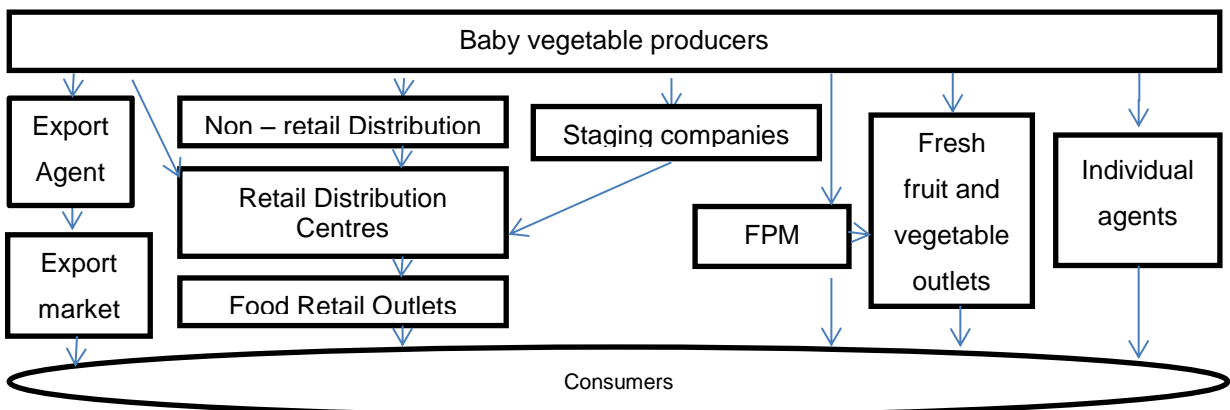 Baby vegetable producers
Export
Agent
Non – retail Distribution
Staging companies
Fresh
fruit and
vegetable
outlets
Individual
agents
Retail Distribution
Centres
FPM
Export
market
Food Retail Outlets
Consumers